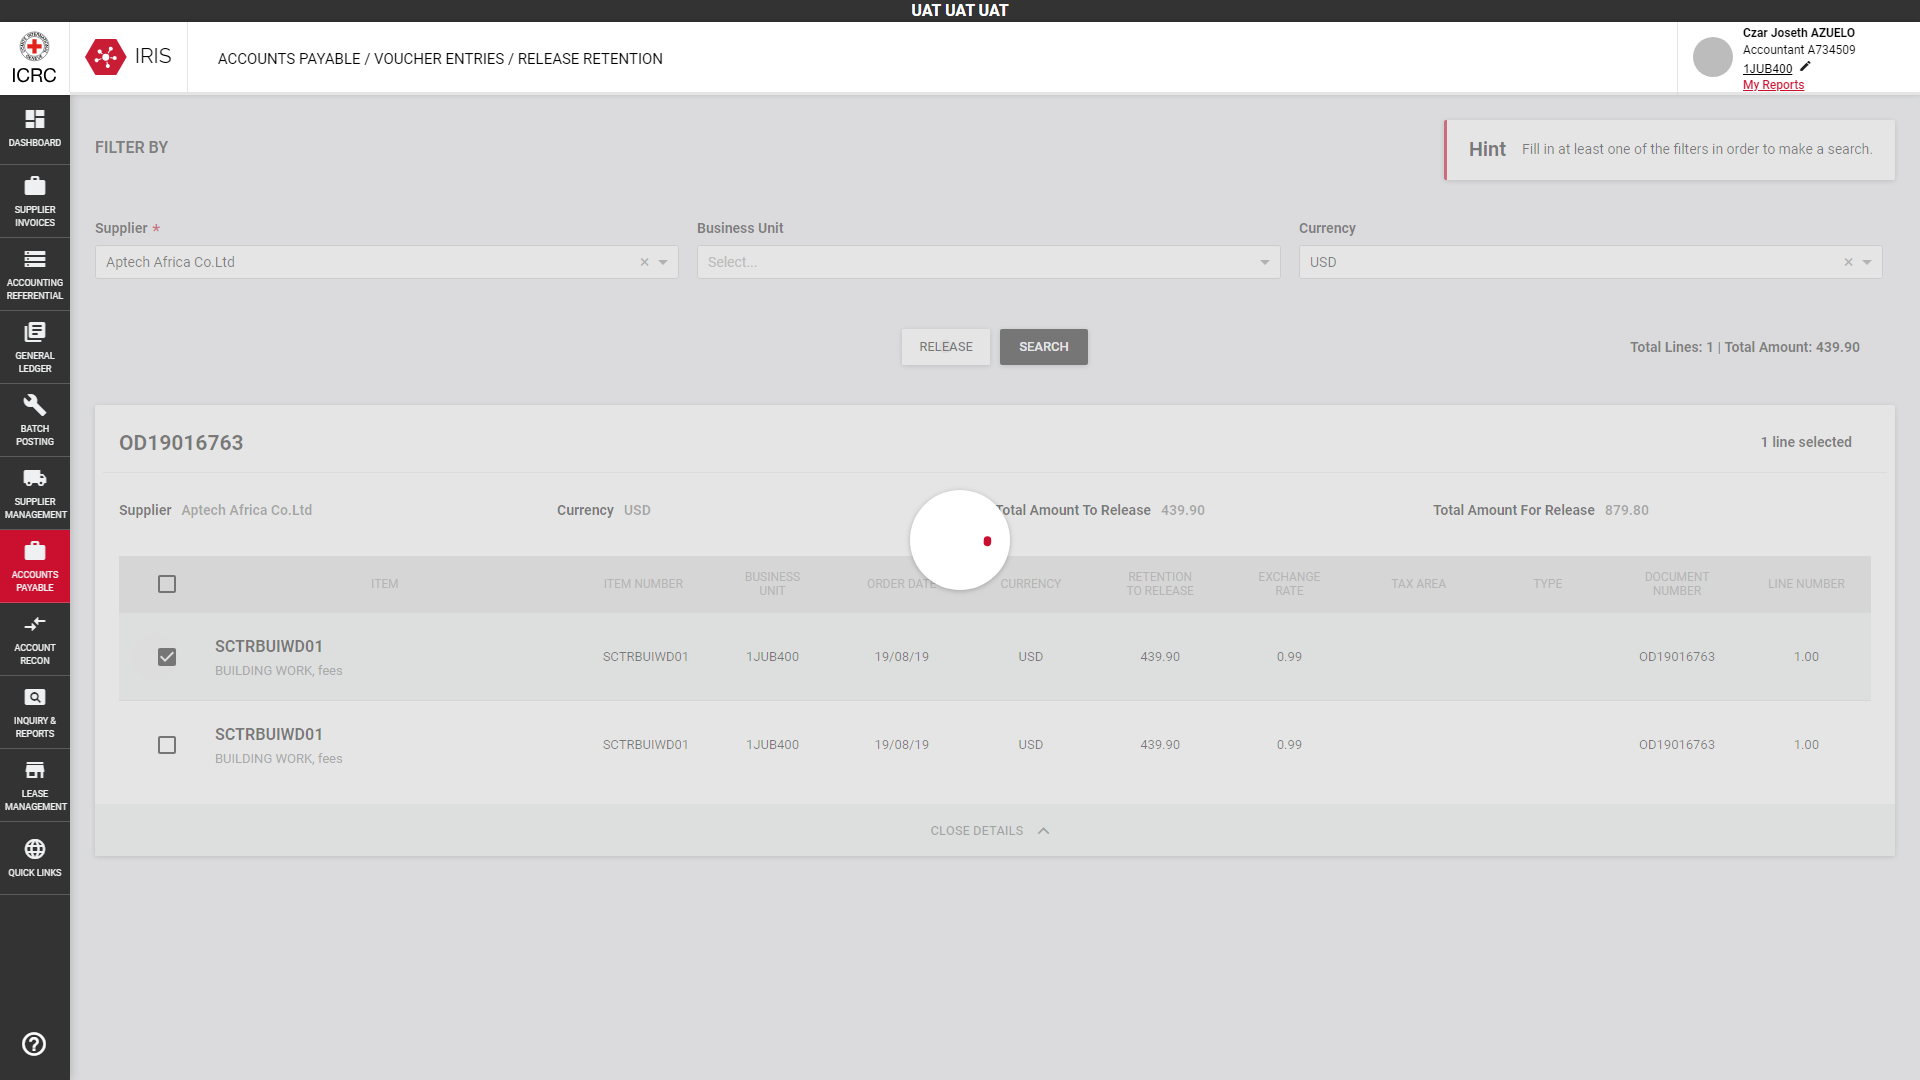 UAT UAT UAT
ICRC
IRIS
ACCOUNTS PAYABLE / VOUCHER ENTRIES / RELEASE RETENTION
Czar Joseth AZUELO
Accountant A734509
1JUB400
My Reports
DASHBOARD
SUPPLIER
INVOICES
ACCOUNTING
REFERENTIAL
GENERAL
LEDGER
BATCH
POSTING
SUPPLIER
MANAGEMENT
ACCOUNTS
PAYABLE
ACCOUNT
RECON
INQUIRY &
REPORTS
LEASE
MANAGEMENT
QUICK LINKS
FILTER BY
Hint Fill in at least one of the filters in order to make a search.
Supplier * Business Unit Currency
Aptech Africa Co.Ltd Select... USD
RELEASE SEARCH Total Lines: 1 | Total Amount: 439.90
OD19016763 1 line selected
Supplier Aptech Africa Co.Ltd Currency USD Total Amount To Release 439.90 Total Amount For Release 879.80
ITEM ITEM NUMBER BUSINESS UNIT ORDER DATE CURRENCY RETENTION TO RELEASE EXCHANGE RATE TAX AREA TYPE DOCUMENT NUMBER LINE NUMBER
SCTRBUIWD01
BUILDING WORK, fees
SCTRBUIWD01 1JUB400 19/08/19 USD 439.90 0.99 OD19016763 1.00
SCTRBUIWD01
BUILDING WORK, fees
SCTRBUIWD01 1JUB400 19/08/19 USD 439.90 0.99 OD19016763 1.00
CLOSE DETAILS